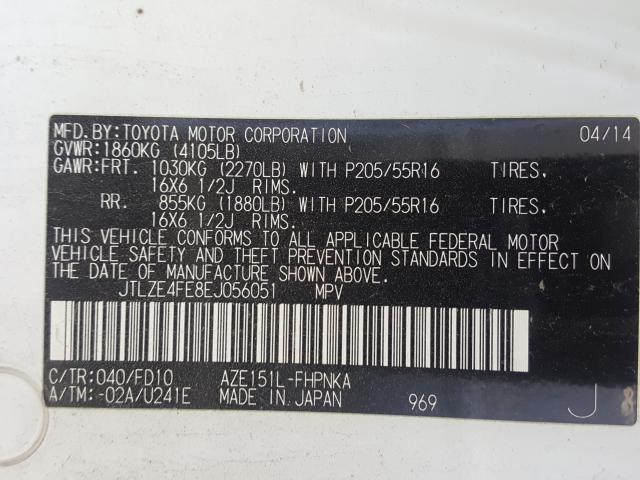 MFD.BY:TOYOTA MOTOR CORPORATION 04/14
GVWR:1860KG (4105LB)
GAWR:FRT. 1030KG (2270LB) WITH P205/55R16 TIRES.
16X6 1/2J RIMS.
RR. 855KG (1880LB) WITH P205/55R16 TIRES.
16X6 1/2J RIMS.
THIS VEHICLE CONFORMS TO ALL APPLICABLE FEDERAL MOTOR
VEHICLE SAFETY AND THEFT PREVENTION STANDARDS IN EFFECT ON
THE DATE OF MANUFACTURE SHOWN ABOVE.
JTLZE4FE8EJ056051 MPV
C/TR:040/FD10 AZE151L-FHPNKA
A/TM:-02A/U241E MADE IN JAPAN 969 J